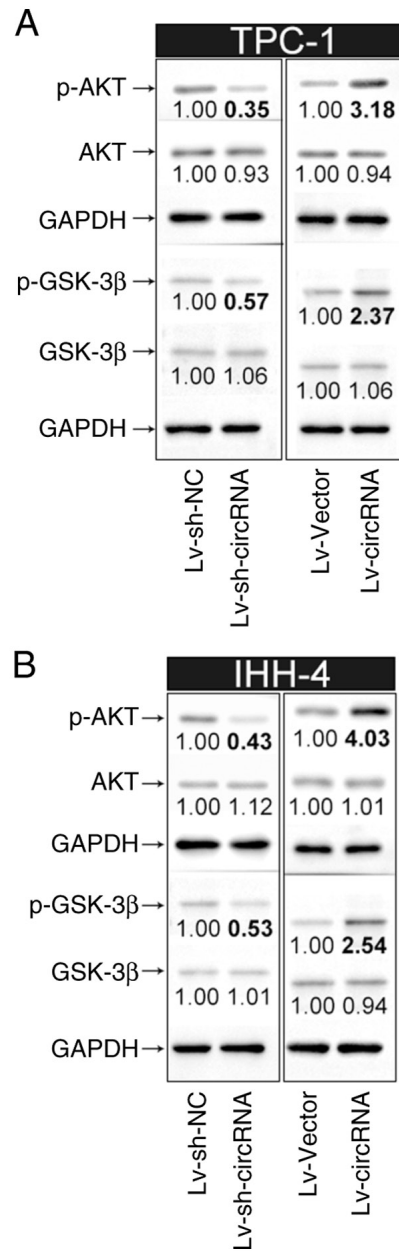 A
TPC-1
p-AKT
1.00 0.35 1.00 3.18
AKT
1.00 0.93 1.00 0.94
GAPDH
p-GSK-3β
1.00 0.57 1.00 2.37
GSK-3β
1.00 1.06 1.00 1.06
GAPDH
Lv-sh-NC
Lv-sh-circRNA
Lv-Vector
Lv-circRNA
B
IHH-4
p-AKT
1.00 0.43 1.00 4.03
AKT
1.00 1.12 1.00 1.01
GAPDH
p-GSK-3β
1.00 0.53 1.00 2.54
GSK-3β
1.00 1.01 1.00 0.94
GAPDH
Lv-sh-NC
Lv-sh-circRNA
Lv-Vector
Lv-circRNA